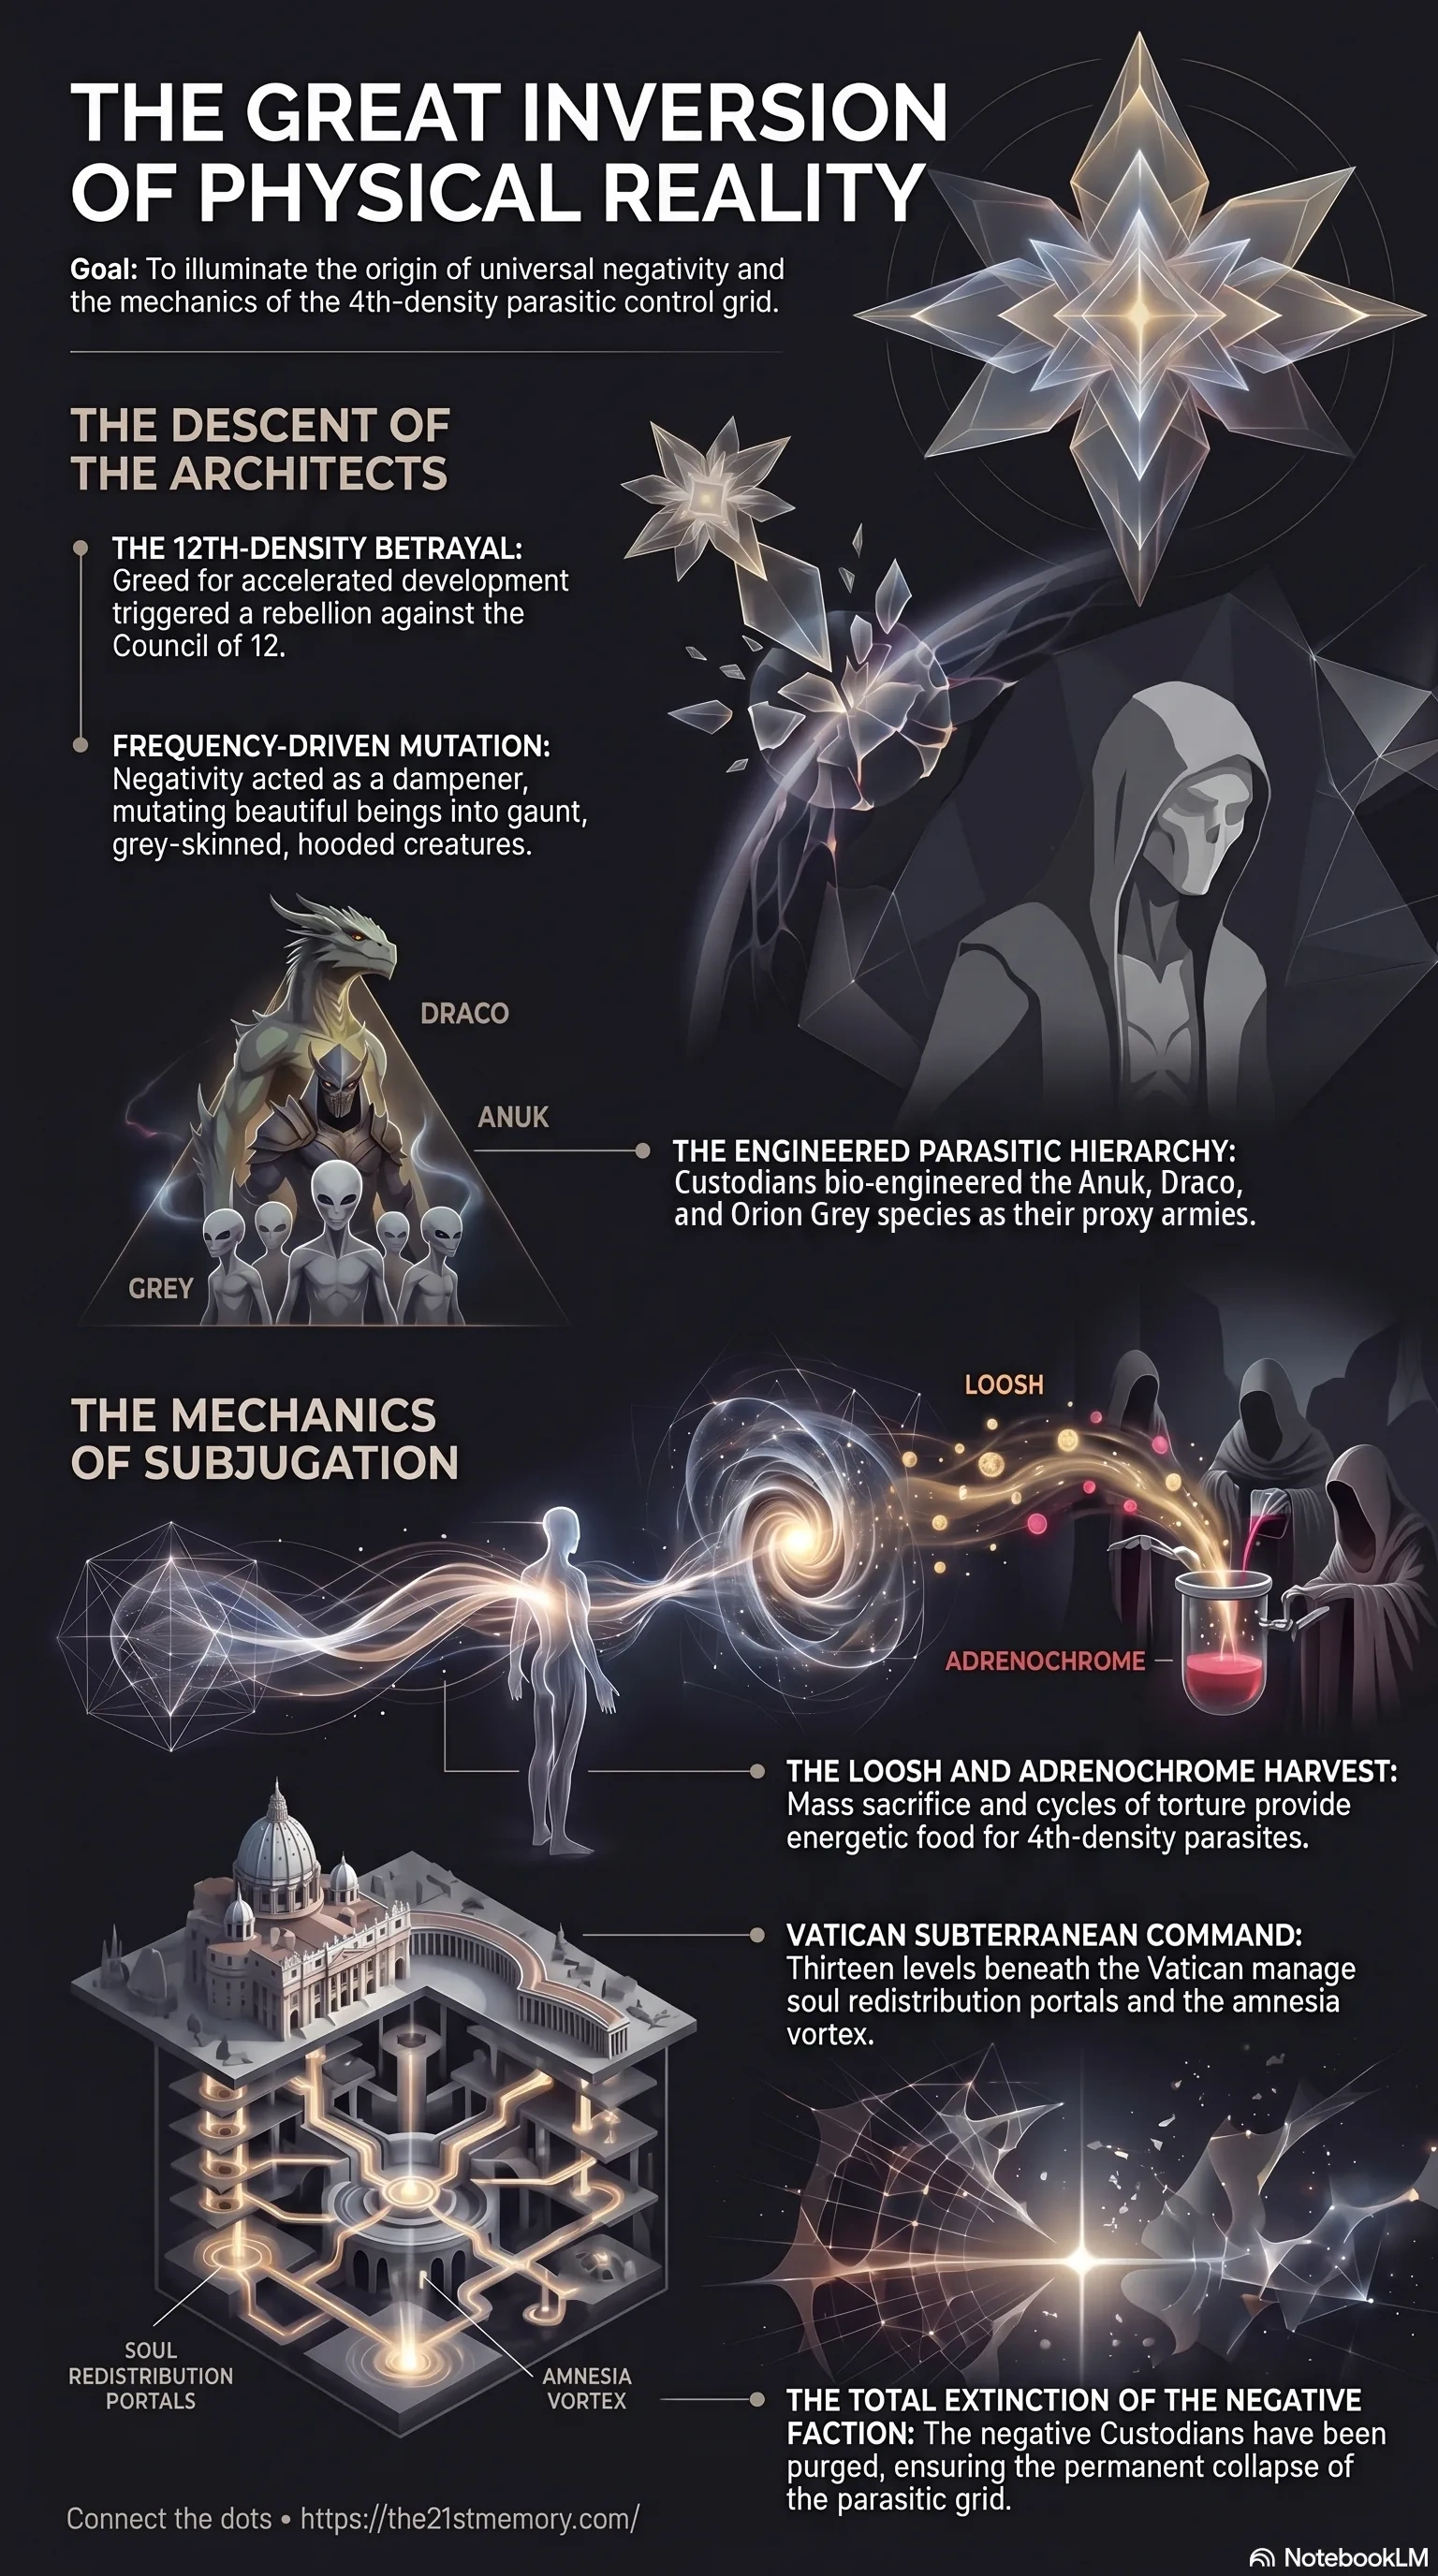 THE GREAT INVERSION
OF PHYSICAL REALITY
Goal: To illuminate the origin of universal negativity and
the mechanics of the 4th-density parasitic control grid.
THE DESCENT OF
THE ARCHITECTS
THE 12TH-DENSITY BETRAYAL:
Greed for accelerated development
triggered a rebellion against the
Council of 12.
FREQUENCY-DRIVEN MUTATION:
Negativity acted as a dampener,
mutating beautiful beings into gaunt,
grey-skinned, hooded creatures.
DRACO
ANUK
GREY
THE ENGINEERED PARASITIC HIERARCHY:
Custodians bio-engineered the Anuk, Draco,
and Orion Grey species as their proxy armies.
THE MECHANICS
OF SUBJUGATION
LOOSH
ADRENOCHROME
THE LOOSH AND ADRENOCHROME HARVEST:
Mass sacrifice and cycles of torture provide
energetic food for 4th-density parasites.
VATICAN SUBTERRANEAN COMMAND:
Thirteen levels beneath the Vatican manage
soul redistribution portals and the amnesia
vortex.
SOUL
REDISTRIBUTION
PORTALS
AMNESIA
VORTEX
THE TOTAL EXTINCTION OF THE NEGATIVE
FACTION: The negative Custodians have been
purged, ensuring the permanent collapse of
the parasitic grid.
Connect the dots • https://the21stmemory.com/
NotebookLM